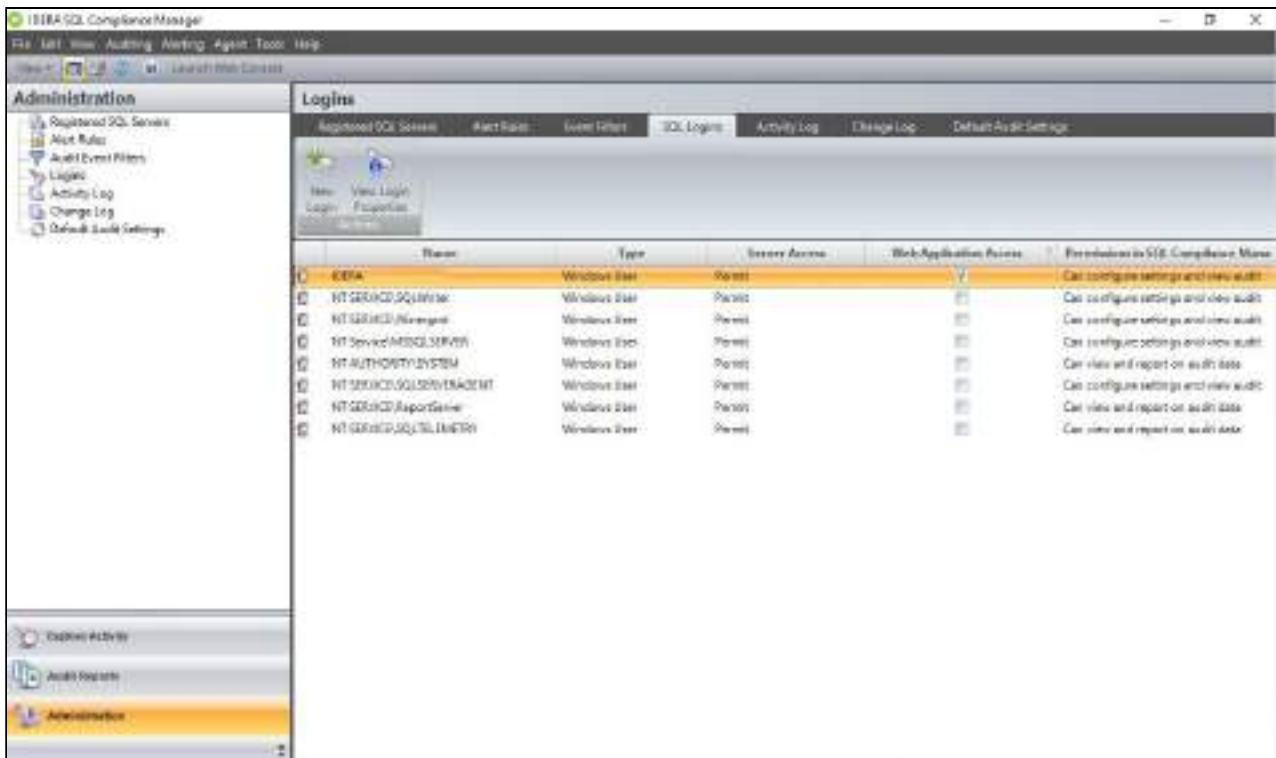 IDERA SQL Compliance Manager
File Edit View Auditing Alerting Agent Tools Help
View Launch Web Console
Administration
Registered SQL Servers
Alert Rules
Audit Event Filters
Logins
Activity Log
Change Log
Default Audit Settings
Explore Activity
Audit Reports
Administration
Logins
Registered SQL Servers Alert Rules Event Filters SQL Logins Activity Log Change Log Default Audit Settings
New Login View Login Properties
Actions
Name Type Server Access Web Application Access Permissions in SQL Compliance Mana
IDERA Windows User Permit Can configure settings and view audit
NT SERVICE\SQLWriter Windows User Permit Can configure settings and view audit
NT SERVICE\Winmgmt Windows User Permit Can configure settings and view audit
NT Service\MSSQLSERVER Windows User Permit Can configure settings and view audit
NT AUTHORITY\SYSTEM Windows User Permit Can view and report on audit data
NT SERVICE\SQLSERVERAGENT Windows User Permit Can configure settings and view audit
NT SERVICE\ReportServer Windows User Permit Can view and report on audit data
NT SERVICE\SQLTELEMETRY Windows User Permit Can view and report on audit data